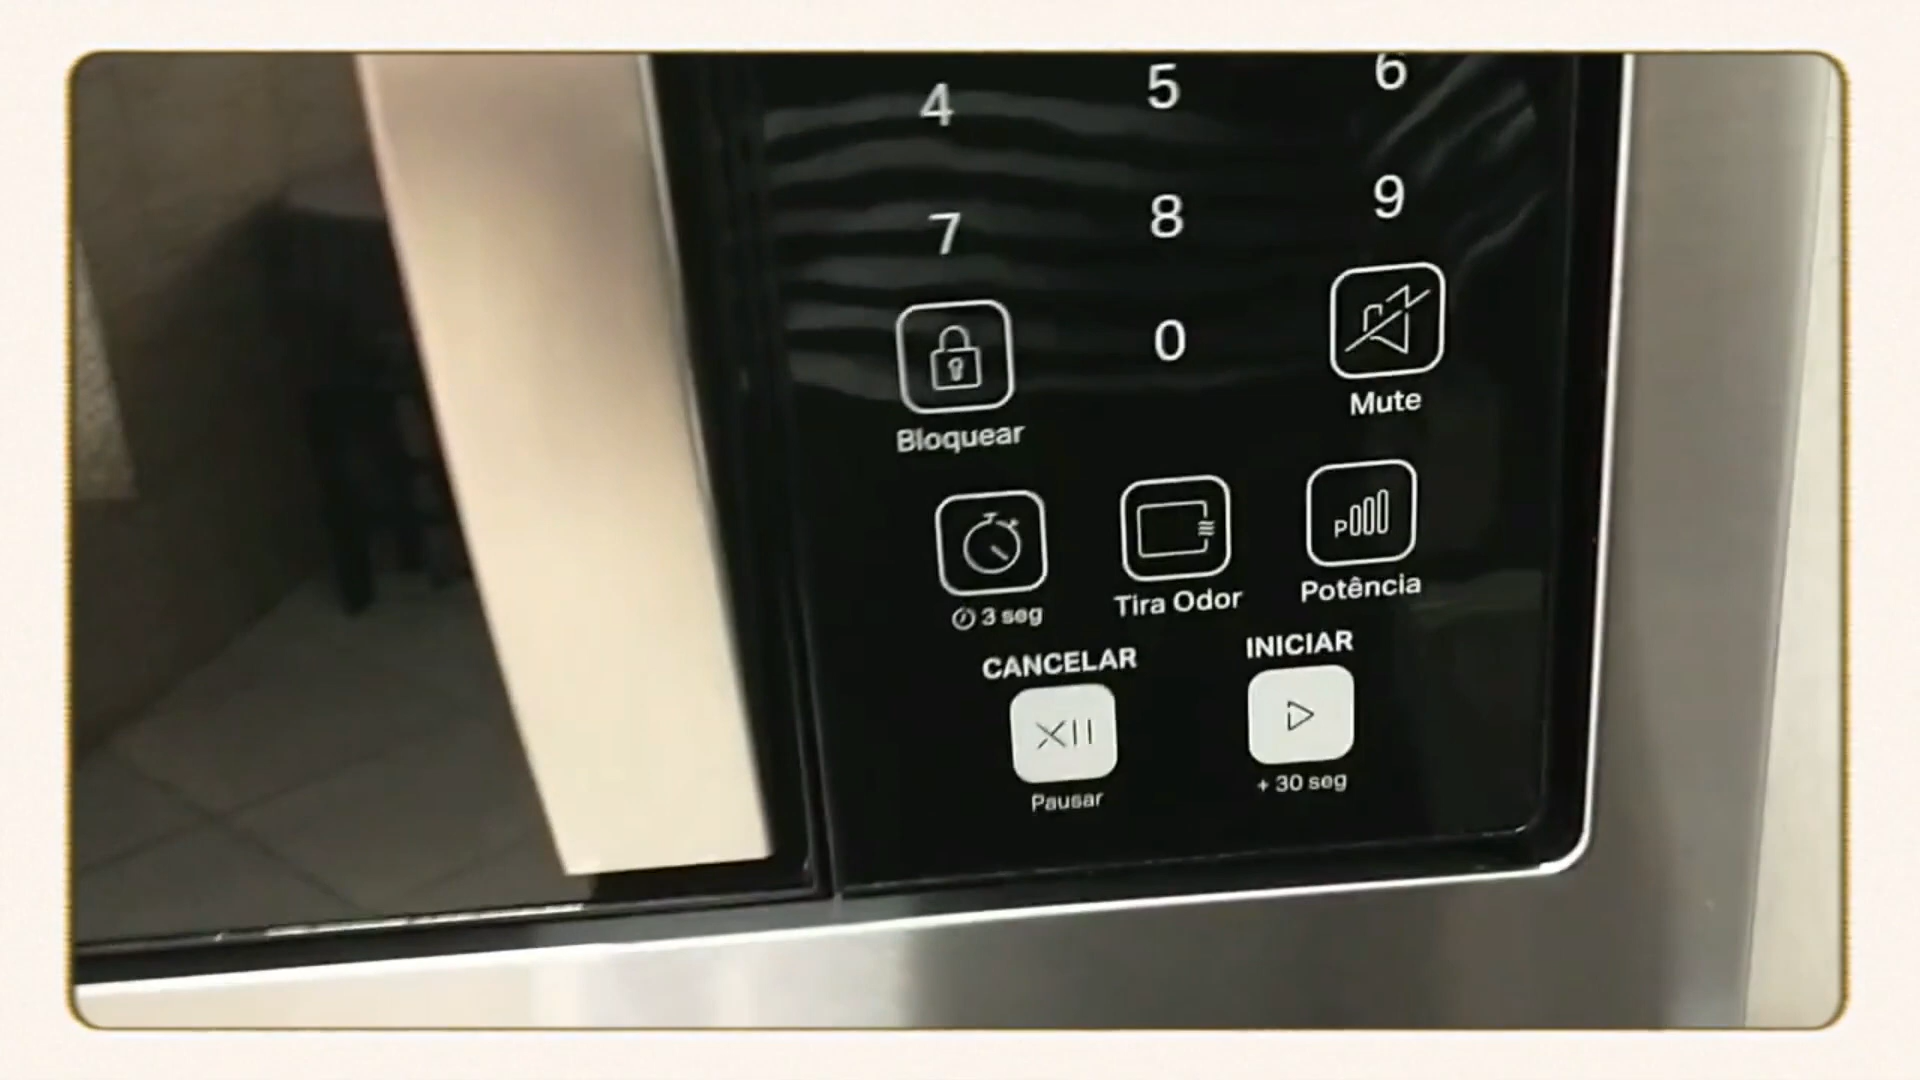 4 5 6
7 8 9
0
Bloquear Mute
P
3 seg Tira Odor Potência
CANCELAR INICIAR
XII
Pausar + 30 seg